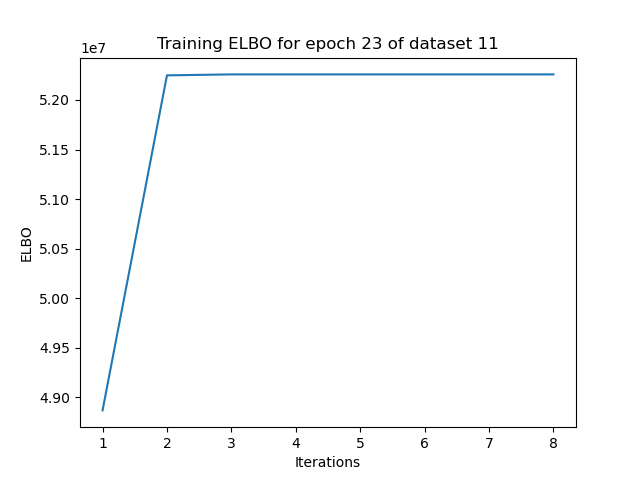 Training ELBO for epoch 23 of dataset 11
1e7
5.20
5.15
5.10
5.05
5.00
4.95
4.90
ELBO
1 2 3 4 5 6 7 8
Iterations